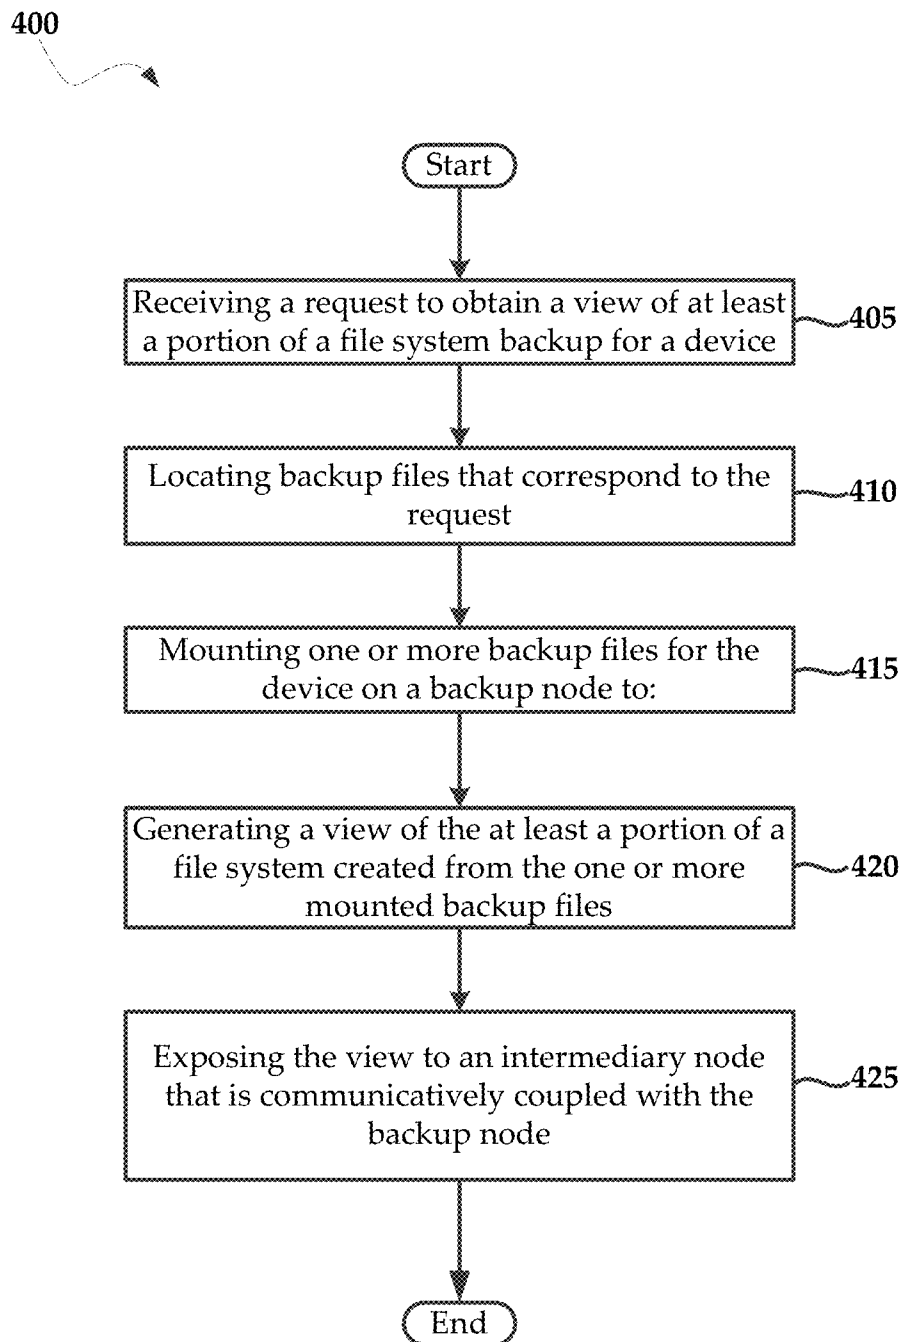 400
Start
Receiving a request to obtain a view of at least
a portion of a file system backup for a device
405
Locating backup files that correspond to the
request
410
Mounting one or more backup files for the
device on a backup node to:
415
Generating a view of the at least a portion of a
file system created from the one or more
mounted backup files
420
Exposing the view to an intermediary node
that is communicatively coupled with the
backup node
425
End